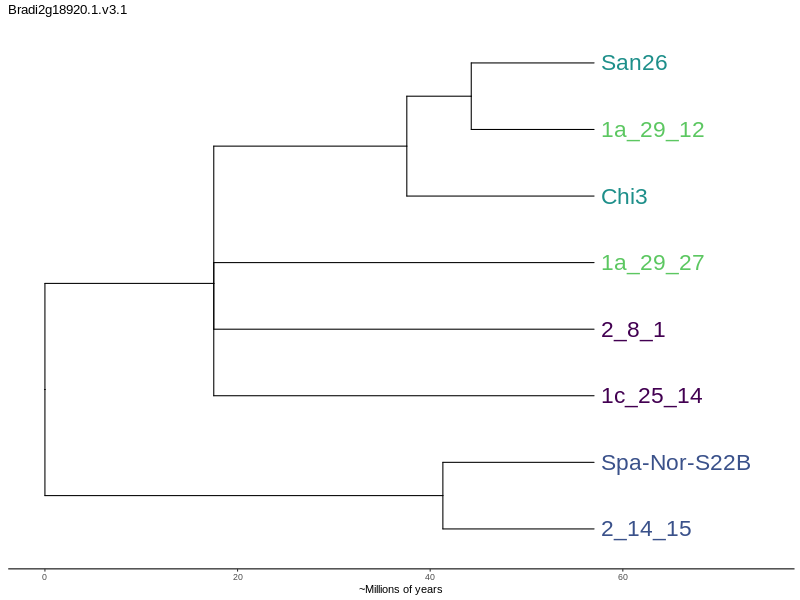 Bradi2g18920.1.v3.1
San26
1a_29_12
Chi3
1a_29_27
2_8_1
1c_25_14
Spa-Nor-S22B
2_14_15
0 20 40 60
~Millions of years